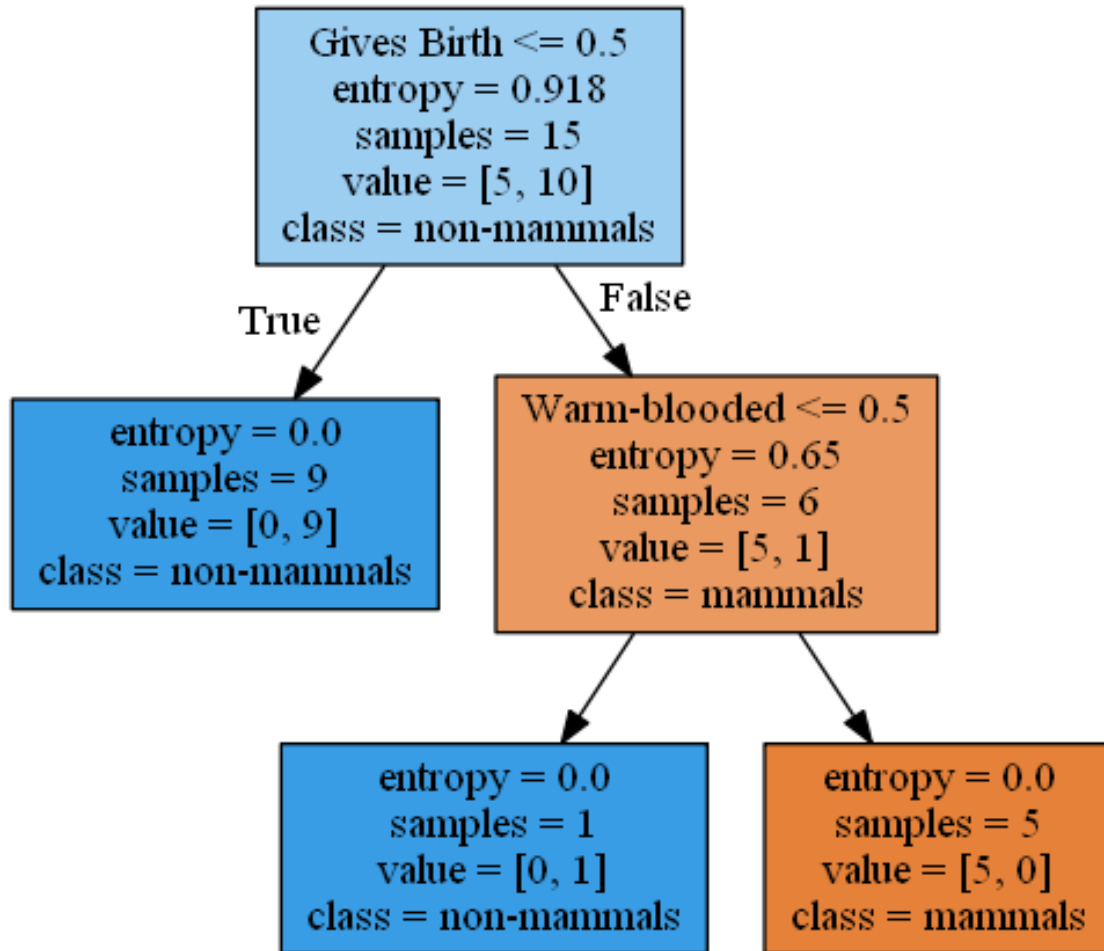 Gives Birth <= 0.5
entropy = 0.918
samples = 15
value = [5, 10]
class = non-mammals
True
False
entropy = 0.0
samples = 9
value = [0, 9]
class = non-mammals
Warm-blooded <= 0.5
entropy = 0.65
samples = 6
value = [5, 1]
class = mammals
entropy = 0.0
samples = 1
value = [0, 1]
class = non-mammals
entropy = 0.0
samples = 5
value = [5, 0]
class = mammals